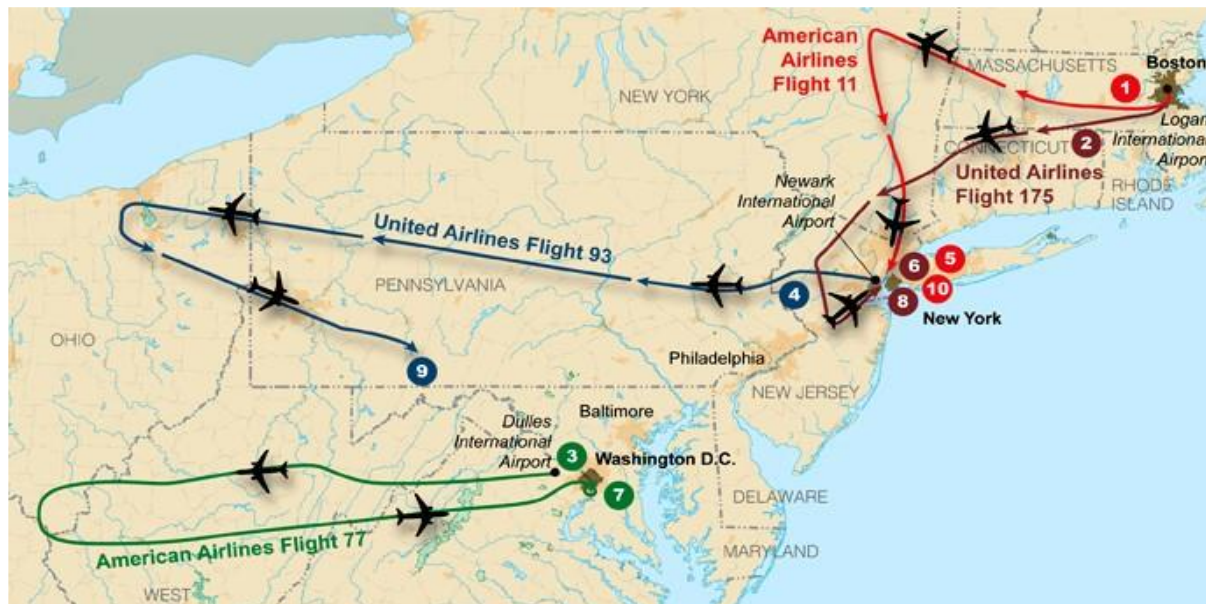 American
Airlines
Flight 11
MASSACHUSETTS
Boston
1
NEW YORK
Logan
International
Airport
2
CONNECTICUT
United Airlines
Flight 175
RHODE
ISLAND
Newark
International
Airport
United Airlines Flight 93
6
5
10
8
4
New York
PENNSYLVANIA
OHIO
9
Philadelphia
NEW JERSEY
Baltimore
Dulles
International
Airport
3
Washington D.C.
7
DELAWARE
American Airlines Flight 77
MARYLAND
WEST